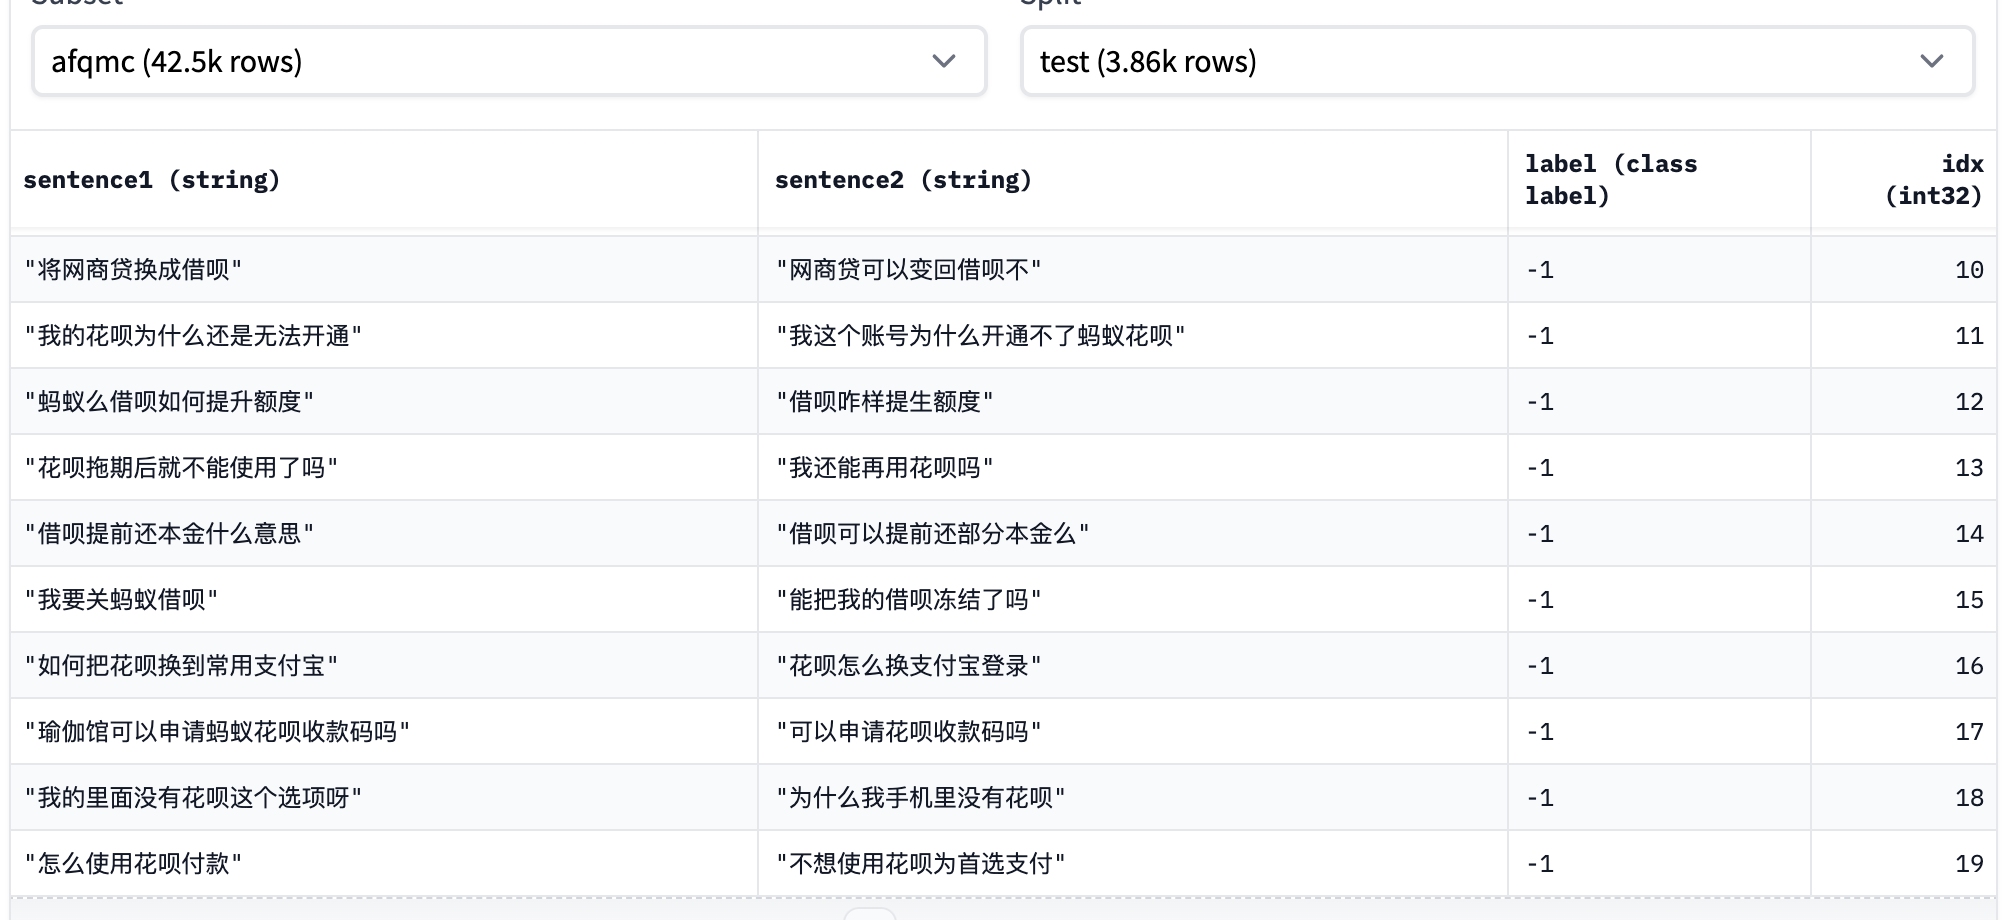 Subset Split
afqmc (42.5k rows) test (3.86k rows)
sentence1 (string) sentence2 (string) label (class label) idx (int32)
"将网商贷换成借呗" "网商贷可以变回借呗不" -1 10
"我的花呗为什么还是无法开通" "我这个账号为什么开通不了蚂蚁花呗" -1 11
"蚂蚁么借呗如何提升额度" "借呗咋样提生额度" -1 12
"花呗拖期后就不能使用了吗" "我还能再用花呗吗" -1 13
"借呗提前还本金什么意思" "借呗可以提前还部分本金么" -1 14
"我要关蚂蚁借呗" "能把我的借呗冻结了吗" -1 15
"如何把花呗换到常用支付宝" "花呗怎么换支付宝登录" -1 16
"瑜伽馆可以申请蚂蚁花呗收款码吗" "可以申请花呗收款码吗" -1 17
"我的里面没有花呗这个选项呀" "为什么我手机里没有花呗" -1 18
"怎么使用花呗付款" "不想使用花呗为首选支付" -1 19